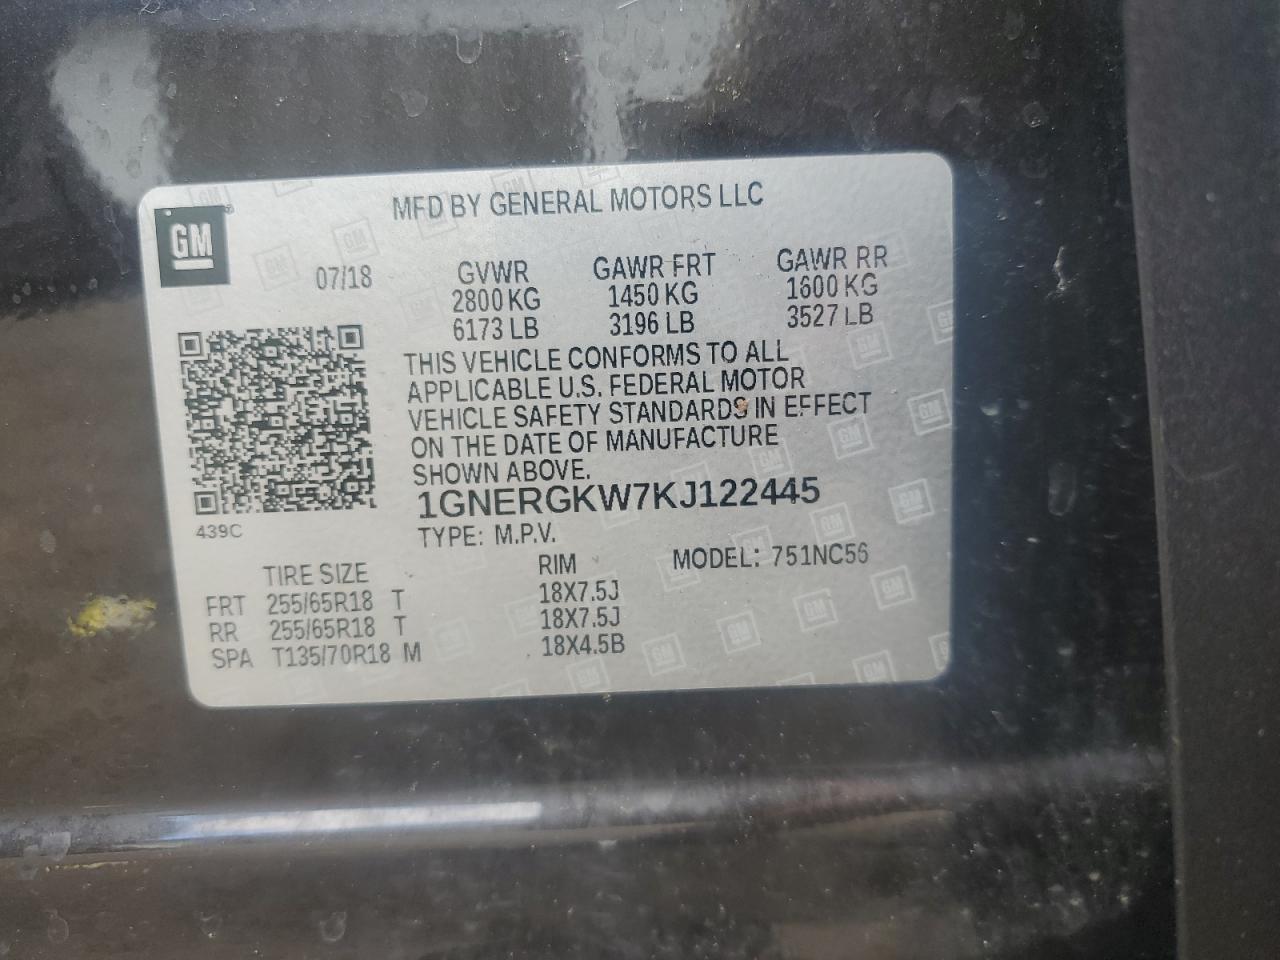 MFD BY GENERAL MOTORS LLC
GM
07/18
GVWR GAWR FRT GAWR RR
2800 KG 1450 KG 1600 KG
6173 LB 3196 LB 3527 LB
THIS VEHICLE CONFORMS TO ALL
APPLICABLE U.S. FEDERAL MOTOR
VEHICLE SAFETY STANDARDS IN EFFECT
ON THE DATE OF MANUFACTURE
SHOWN ABOVE.
1GNERGKW7KJ122445
439C
TYPE: M.P.V.
MODEL: 751NC56
TIRE SIZE RIM
FRT 255/65R18 T 18X7.5J
RR 255/65R18 T 18X7.5J
SPA T135/70R18 M 18X4.5B